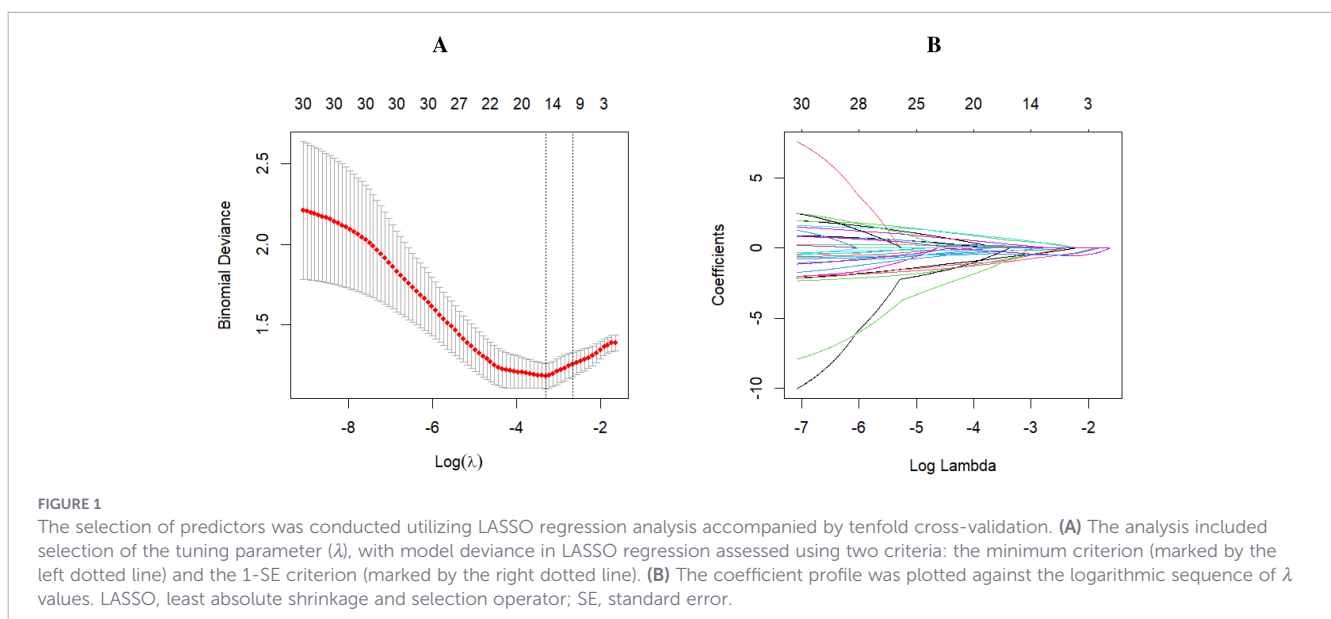 A
B
30 30 30 30 30 27 22 20 14 9 3
30 28 25 20 14 3
Binomial Deviance
2.5
2.0
1.5
-8 -6 -4 -2
Log(λ)
Coefficients
5
0
-5
-10
-7 -6 -5 -4 -3 -2
Log Lambda
FIGURE 1
The selection of predictors was conducted utilizing LASSO regression analysis accompanied by tenfold cross-validation. (A) The analysis included
selection of the tuning parameter (λ), with model deviance in LASSO regression assessed using two criteria: the minimum criterion (marked by the
left dotted line) and the 1-SE criterion (marked by the right dotted line). (B) The coefficient profile was plotted against the logarithmic sequence of λ
values. LASSO, least absolute shrinkage and selection operator; SE, standard error.